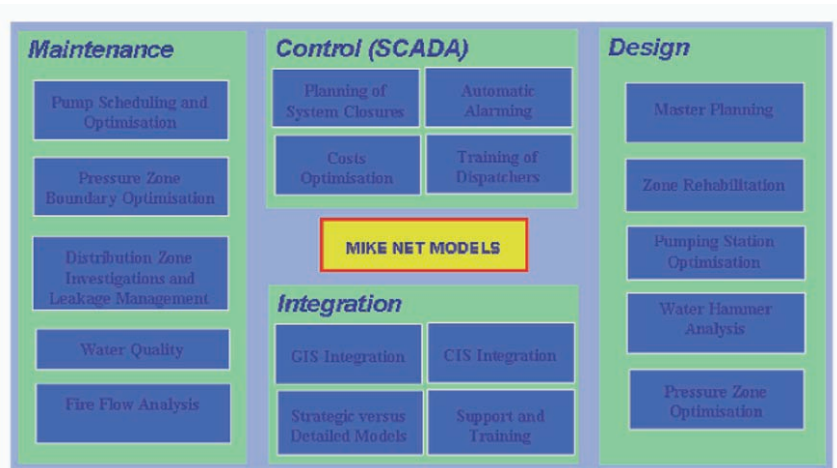 Maintenance
Pump Scheduling and
Optimisation
Pressure Zone
Boundary Optimisation
Distribution Zone
Investigations and
Leakage Management
Water Quality
Fire Flow Analysis
Control (SCADA)
Planning of
System Closures
Automatic
Alarming
Costs
Optimisation
Training of
Dispatchers
MIKE NET MODELS
Integration
GIS Integration
CIS Integration
Strategic versus
Detailed Models
Support and
Training
Design
Master Planning
Zone Rehabilitation
Pumping Station
Optimisation
Water Hammer
Analysis
Pressure Zone
Optimisation